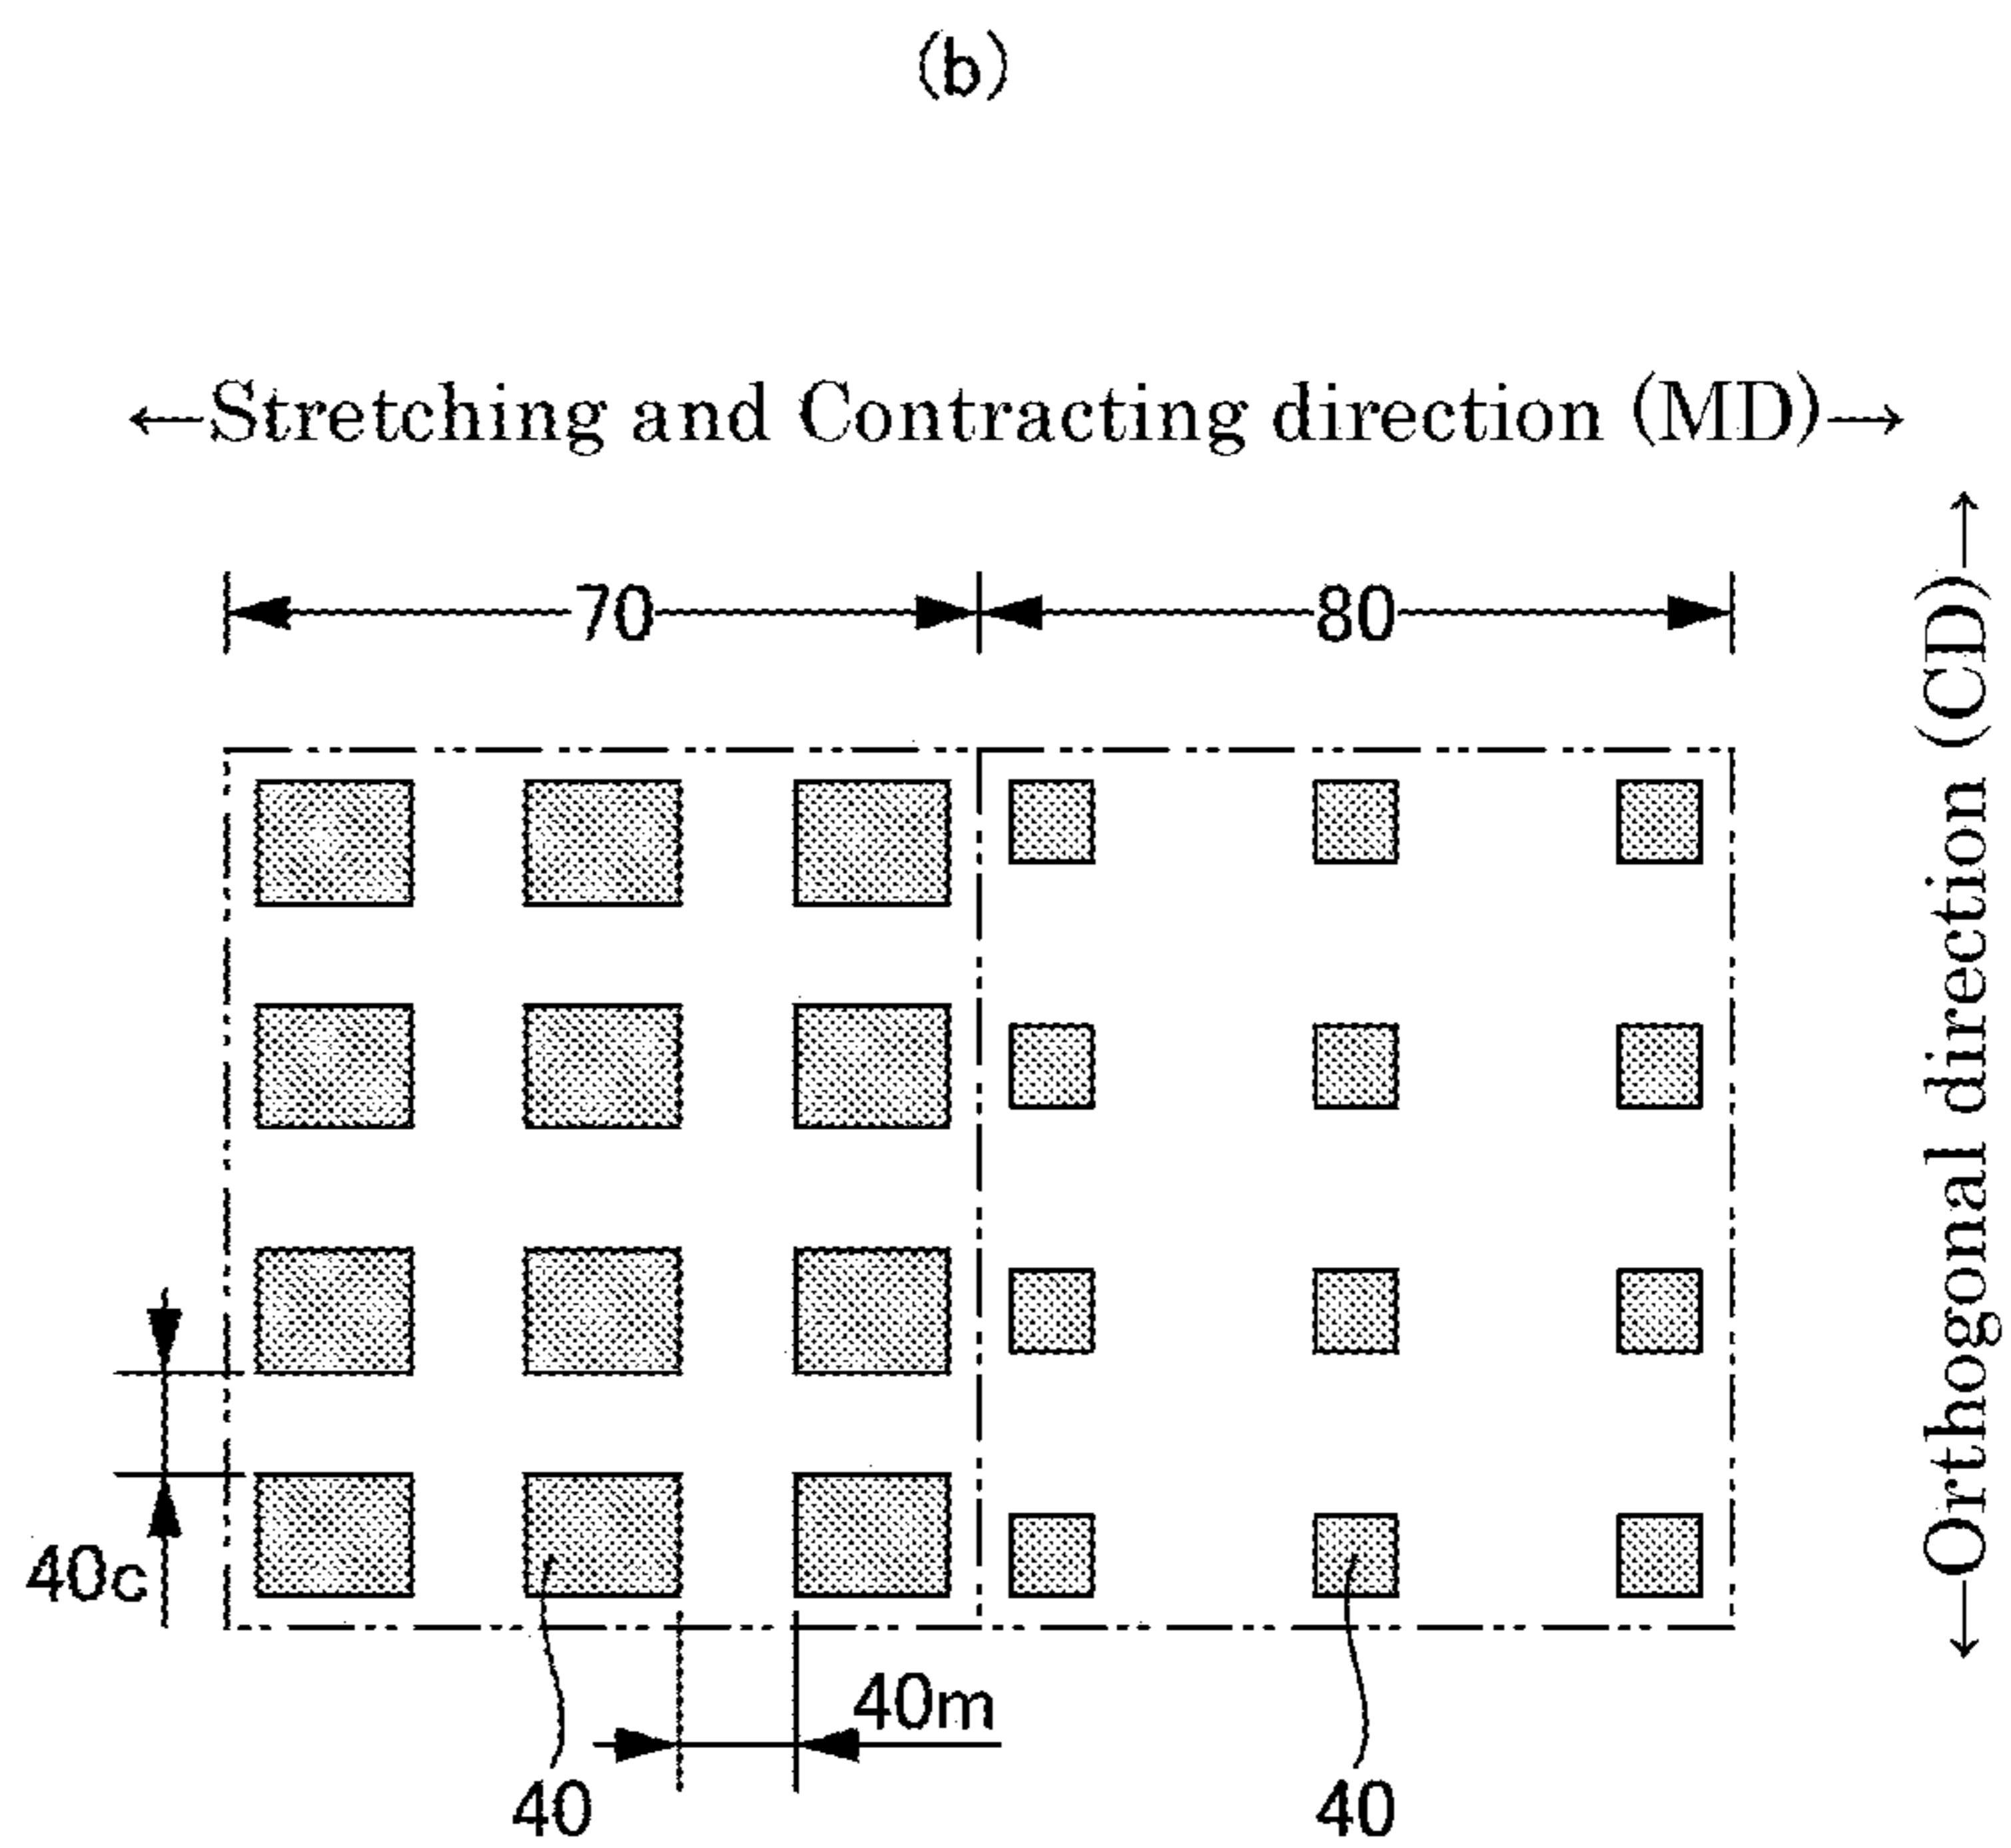 (b)
←Stretching and Contracting direction (MD)→
←Orthogonal direction (CD)→
70
80
40c
40m
40
40